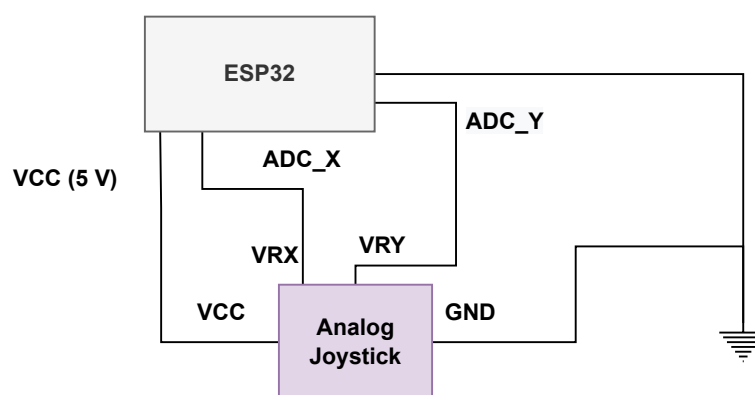 ESP32
ADC_Y
ADC_X
VCC (5 V)
VRY
VRX
VCC
GND
Analog
Joystick